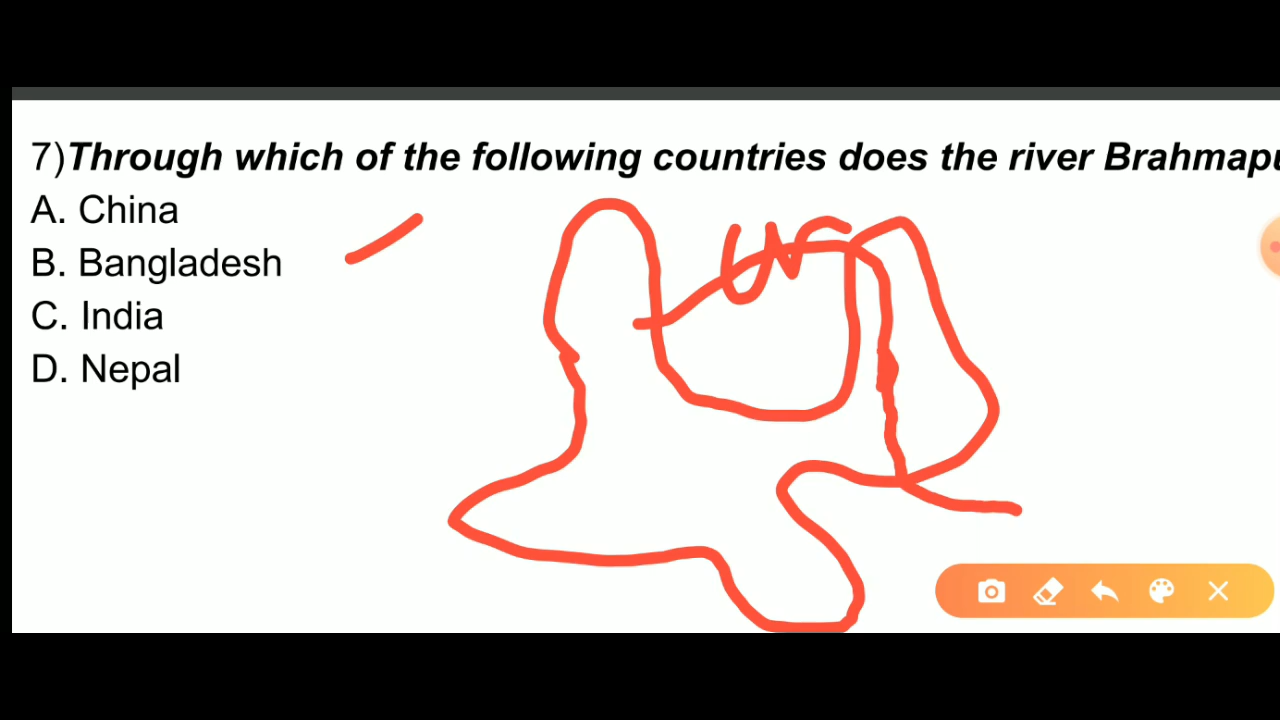 7)Through which of the following countries does the river Brahmapu
A. China
B. Bangladesh
C. India
D. Nepal